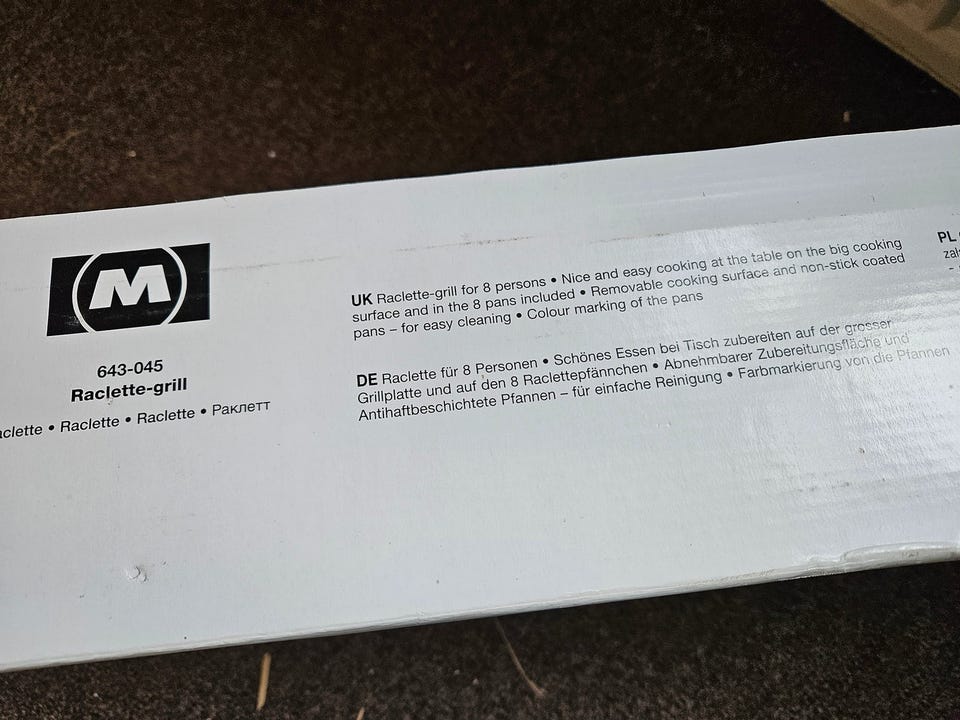 M
643-045
Raclette-grill
Raclette • Raclette • Раклетт
UK Raclette-grill for 8 persons • Nice and easy cooking at the table on the big cooking
surface and in the 8 pans included • Removable cooking surface and non-stick coated
pans – for easy cleaning • Colour marking of the pans
DE Raclette für 8 Personen • Schönes Essen bei Tisch zubereiten auf der grosser
Grillplatte und auf den 8 Raclettepfännchen • Abnehmbarer Zubereitungsfläche und
Antihaftbeschichtete Pfannen – für einfache Reinigung • Farbmarkierung von die Pfannen
PL